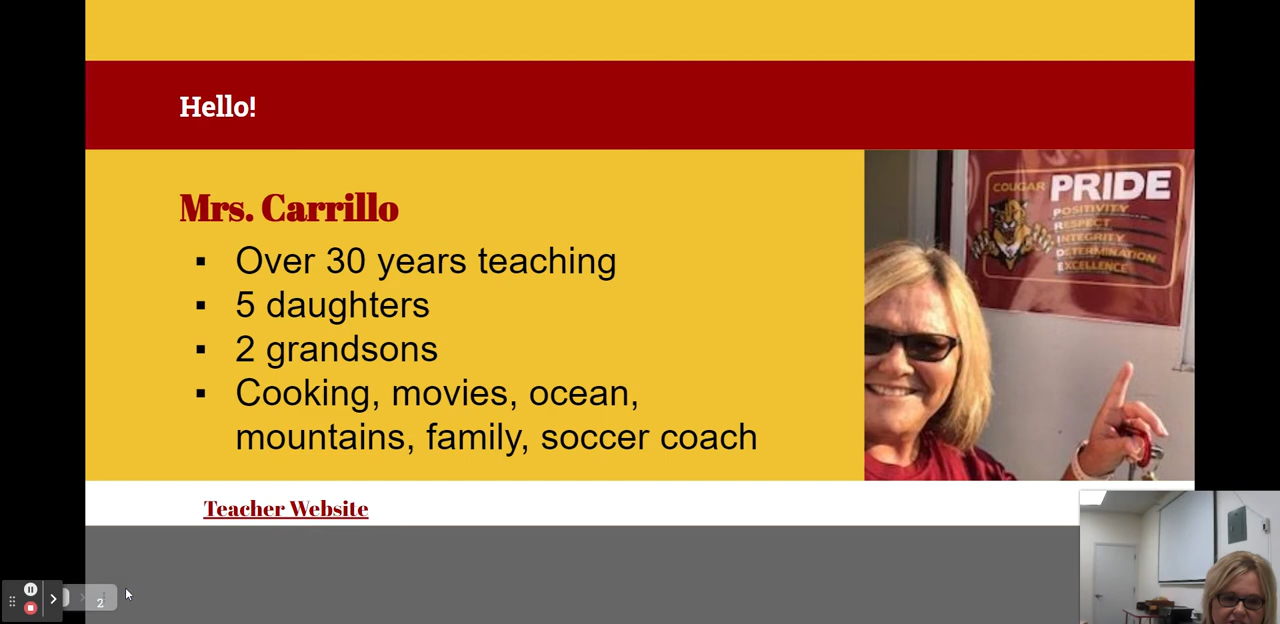 Hello!
Mrs. Carrillo
▪ Over 30 years teaching
▪ 5 daughters
▪ 2 grandsons
▪ Cooking, movies, ocean,
mountains, family, soccer coach
COUGAR PRIDE
POSITIVITY
RESPECT
INTEGRITY
DETERMINATION
EXCELLENCE
Teacher Website
2